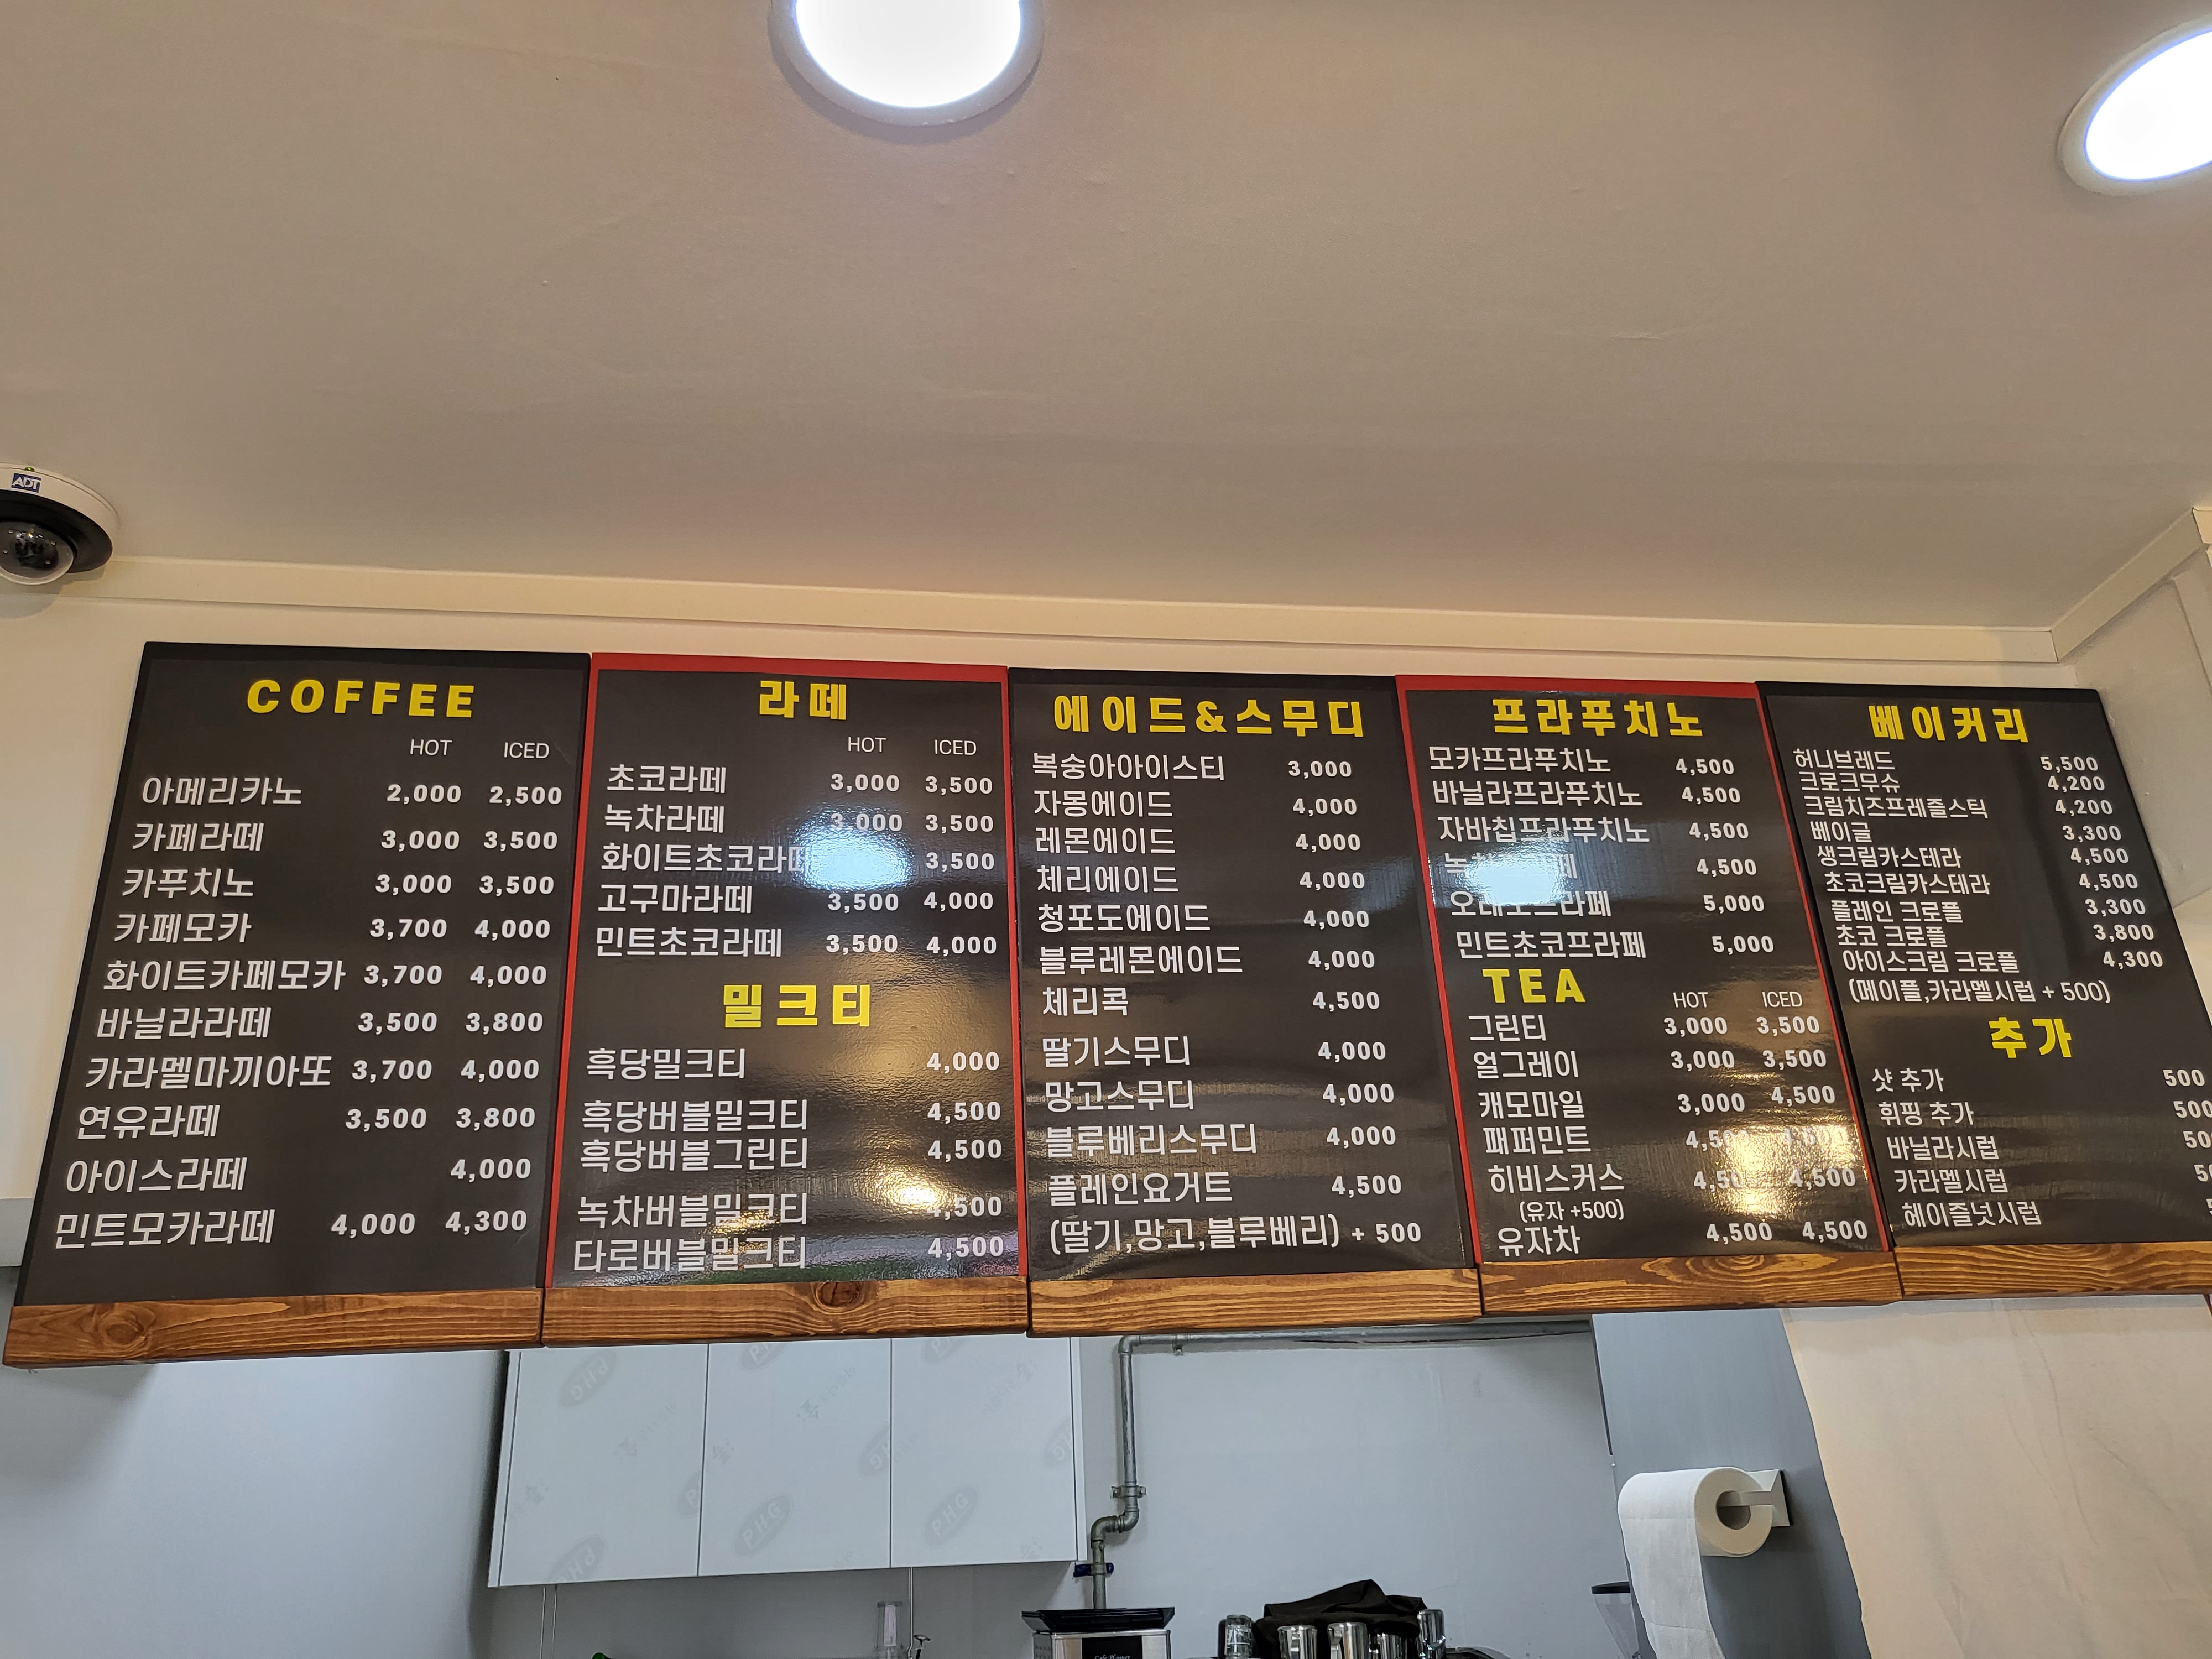 ADT
COFFEE
HOT ICED
아메리카노 2,000 2,500
카페라떼 3,000 3,500
카푸치노 3,000 3,500
카페모카 3,700 4,000
화이트카페모카 3,700 4,000
바닐라라떼 3,500 3,800
카라멜마끼아또 3,700 4,000
연유라떼 3,500 3,800
아이스라떼 4,000
민트모카라떼 4,000 4,300
라떼
HOT ICED
초코라떼 3,000 3,500
녹차라떼 3,000 3,500
화이트초코라떼 3,500
고구마라떼 3,500 4,000
민트초코라떼 3,500 4,000
밀크티
흑당밀크티 4,000
흑당버블밀크티 4,500
흑당버블그린티 4,500
녹차버블밀크티 4,500
타로버블밀크티 4,500
에이드&스무디
복숭아아이스티 3,000
자몽에이드 4,000
레몬에이드 4,000
체리에이드 4,000
청포도에이드 4,000
블루레몬에이드 4,000
체리콕 4,500
딸기스무디 4,000
망고스무디 4,000
블루베리스무디 4,000
플레인요거트 4,500
(딸기,망고,블루베리) + 500
프라푸치노
모카프라푸치노 4,500
바닐라프라푸치노 4,500
자바칩프라푸치노 4,500
4,500
5,000
민트초코프라페 5,000
TEA
HOT ICED
그린티 3,000 3,500
얼그레이 3,000 3,500
캐모마일 3,000 4,500
패퍼민트
히비스커스 4,500
(유자 +500)
유자차 4,500 4,500
베이커리
허니브레드 5,500
크로크무슈 4,200
크림치즈프레즐스틱 4,200
베이글 3,300
생크림카스테라 4,500
초코크림카스테라 4,500
플레인 크로플 3,300
초코 크로플 3,800
아이스크림 크로플 4,300
(메이플,카라멜시럽 + 500)
추가
샷 추가 500
휘핑 추가 500
바닐라시럽
카라멜시럽
헤이즐넛시럽
PHG
PHG
PHG